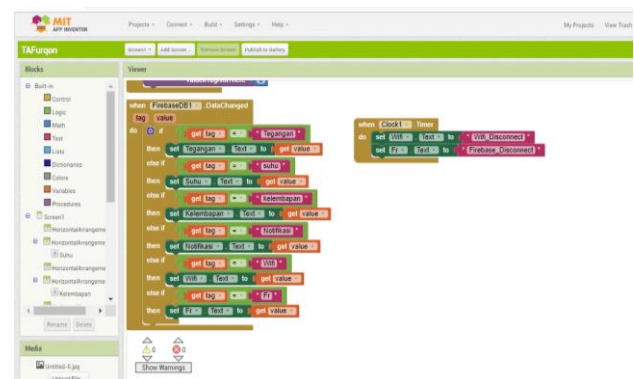 MIT
APP INVENTOR
Projects
Connect
Build
Settings
Help
My Projects
View Trash
TAFurqon
Screen1
Add Screen ...
Remove Screen
Publish to Gallery
Blocks
Viewer
Built-in
Control
Logic
Math
Text
Lists
Dictionaries
Colors
Variables
Procedures
Screen1
HorizontalArrangeme
HorizontalArrangeme
Suhu
HorizontalArrangeme
Kelembapan
Rename Delete
Media
Untitled-6.jpg
when FirebaseDB1 .DataChanged
tag value
do if get tag = " Tegangan "
then set Tegangan . Text to get value
else if get tag = " suhu "
then set Suhu . Text to get value
else if get tag = " kelembapan "
then set Kelembapan . Text to get value
else if get tag = " Notifikasi "
then set Notifikasi . Text to get value
else if get tag = " Wifi "
then set Wifi . Text to get value
else if get tag = " Fr "
then set Fr . Text to get value
when Clock1 .Timer
do set Wifi . Text to " Wifi_Disconnect "
set Fr . Text to " Firebase_Disconnect "
0 0
Show Warnings